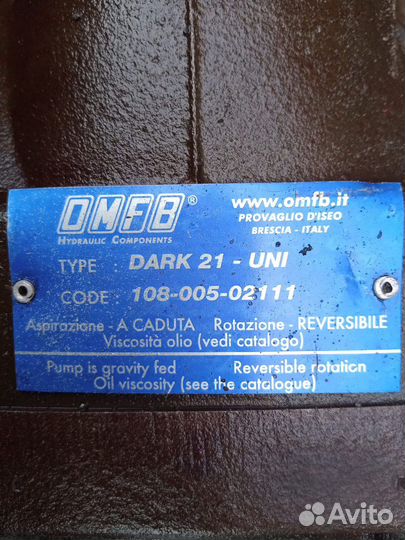 OMFB®
HYDRAULIC COMPONENTS
www.omfb.it
PROVAGLIO D'ISEO
BRESCIA - ITALY
TYPE DARK 21 - UNI
CODE : 108-005-02111
Aspirazione - A CADUTA Rotazione - REVERSIBILE
Viscosità olio (vedi catalogo)
Pump is gravity fed Reversible rotation
Oil viscosity (see the catalogue)
Avito